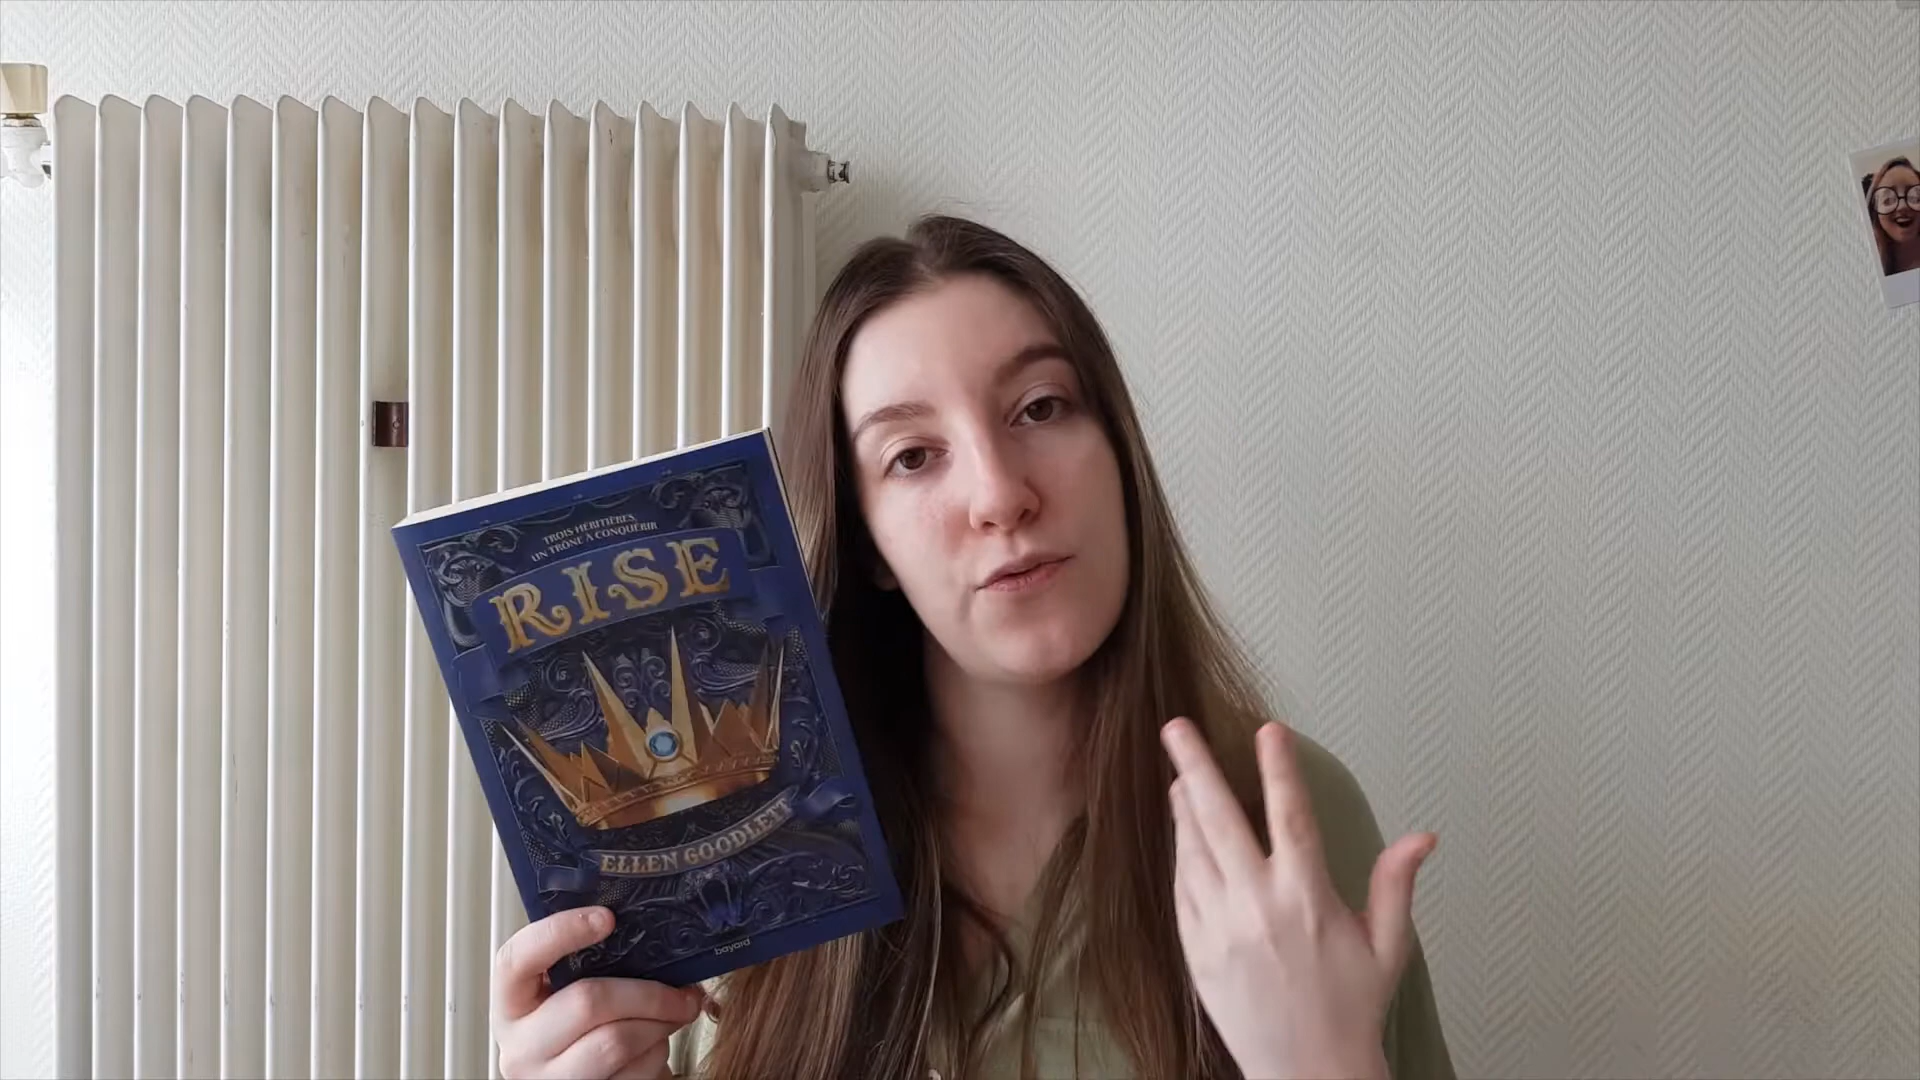 TROIS HÉRITIÈRES,
UN TRÔNE À CONQUÉRIR
RISE
ELLEN GOODLETT
bayard